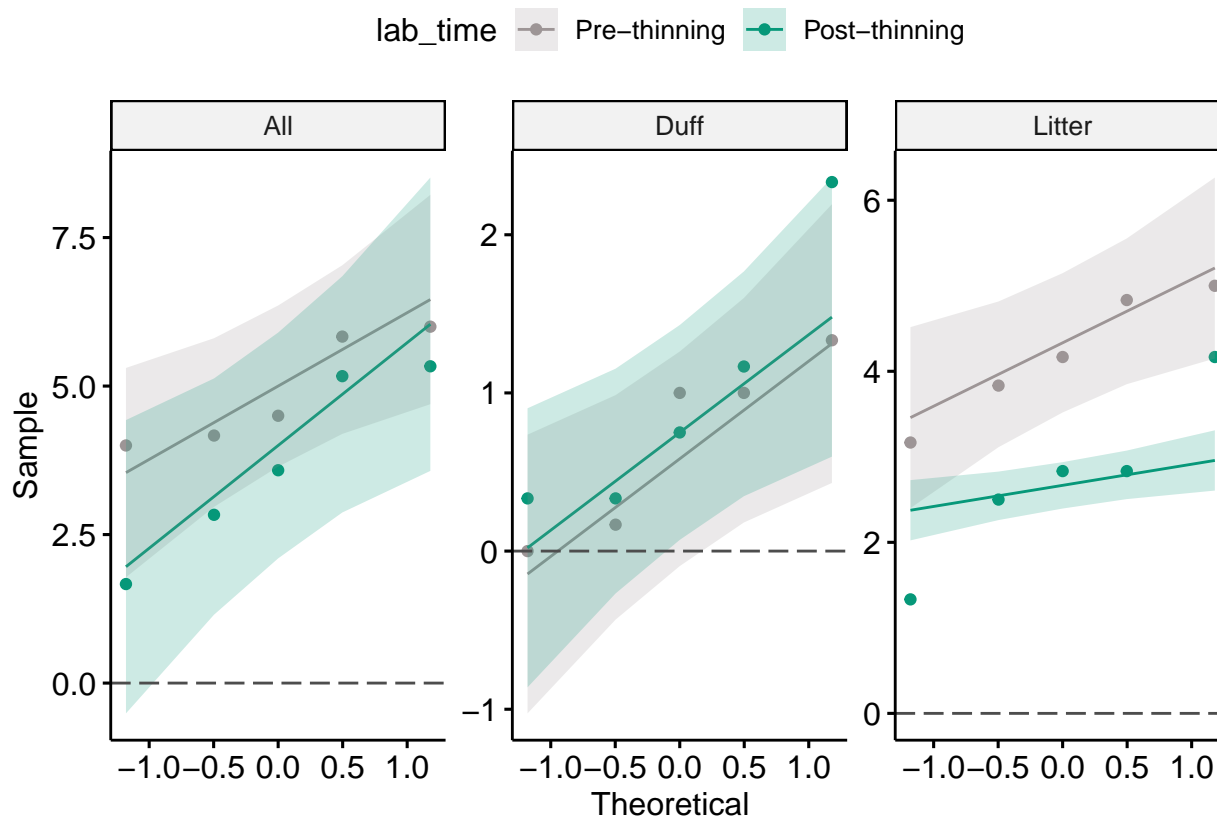 lab_time Pre−thinning Post−thinning
All Duff Litter
Sample
7.5
5.0
2.5
0.0
2
1
0
−1
6
4
2
0
−1.0 −0.5 0.0 0.5 1.0 −1.0 −0.5 0.0 0.5 1.0 −1.0 −0.5 0.0 0.5 1.0
Theoretical